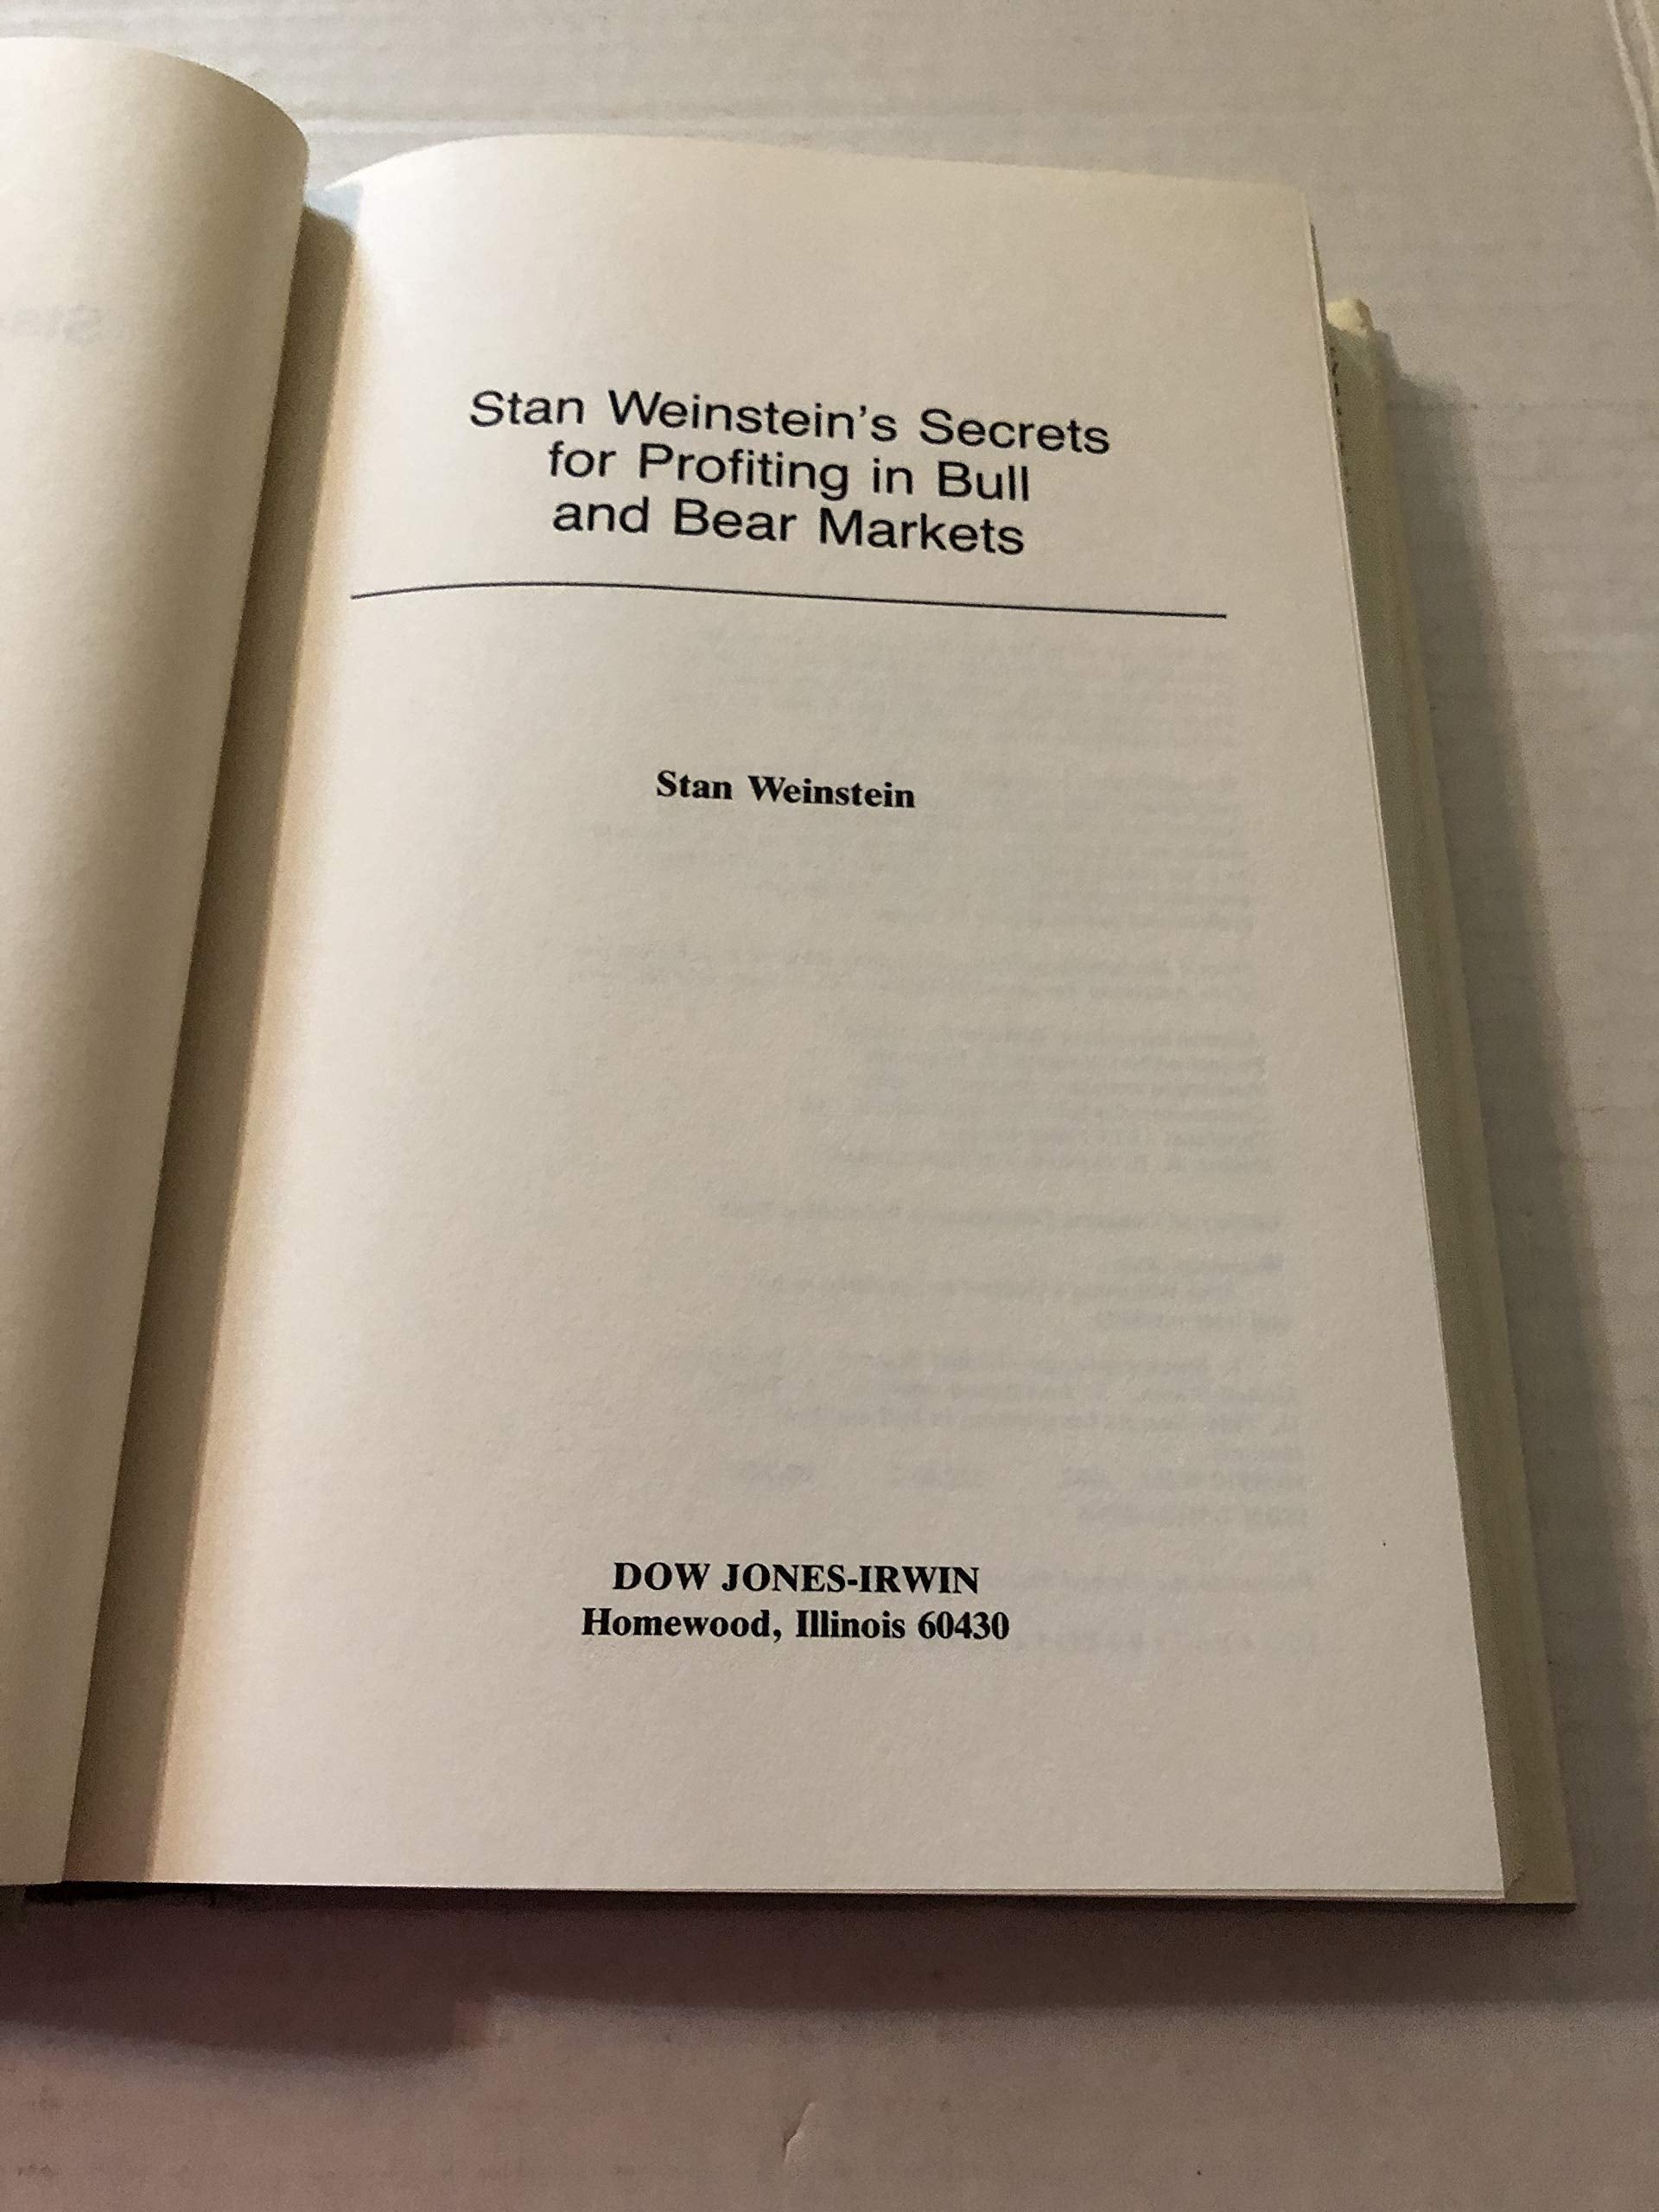 Stan Weinstein's Secrets
for Profiting in Bull
and Bear Markets
Stan Weinstein
DOW JONES-IRWIN
Homewood, Illinois 60430